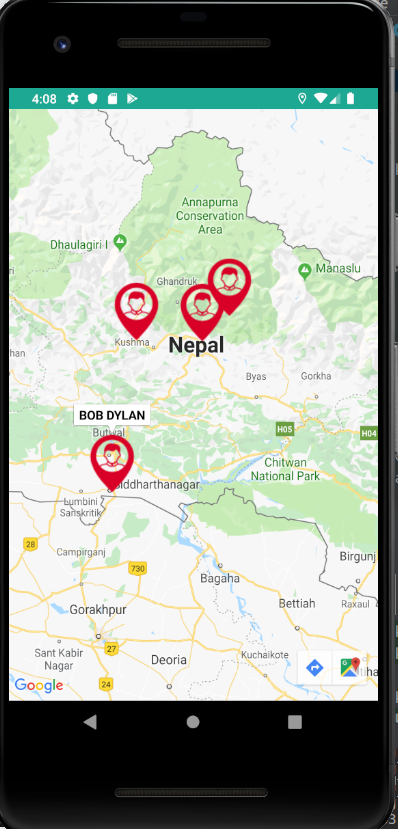 4:08
Annapurna
Conservation
Area
Dhaulagiri I
Manaslu
Ghandruk
Kushma
Nepal
Byas
Gorkha
BOB DYLAN
Butwal
H05
H04
Chitwan
National Park
Siddharthanagar
Lumbini
Sanskritik
28
Campirganj
730
Birgunj
Bagaha
Gorakhpur
Bettiah
Raxaul
27
Sant Kabir
Nagar
Deoria
Kuchaikote
24
Google